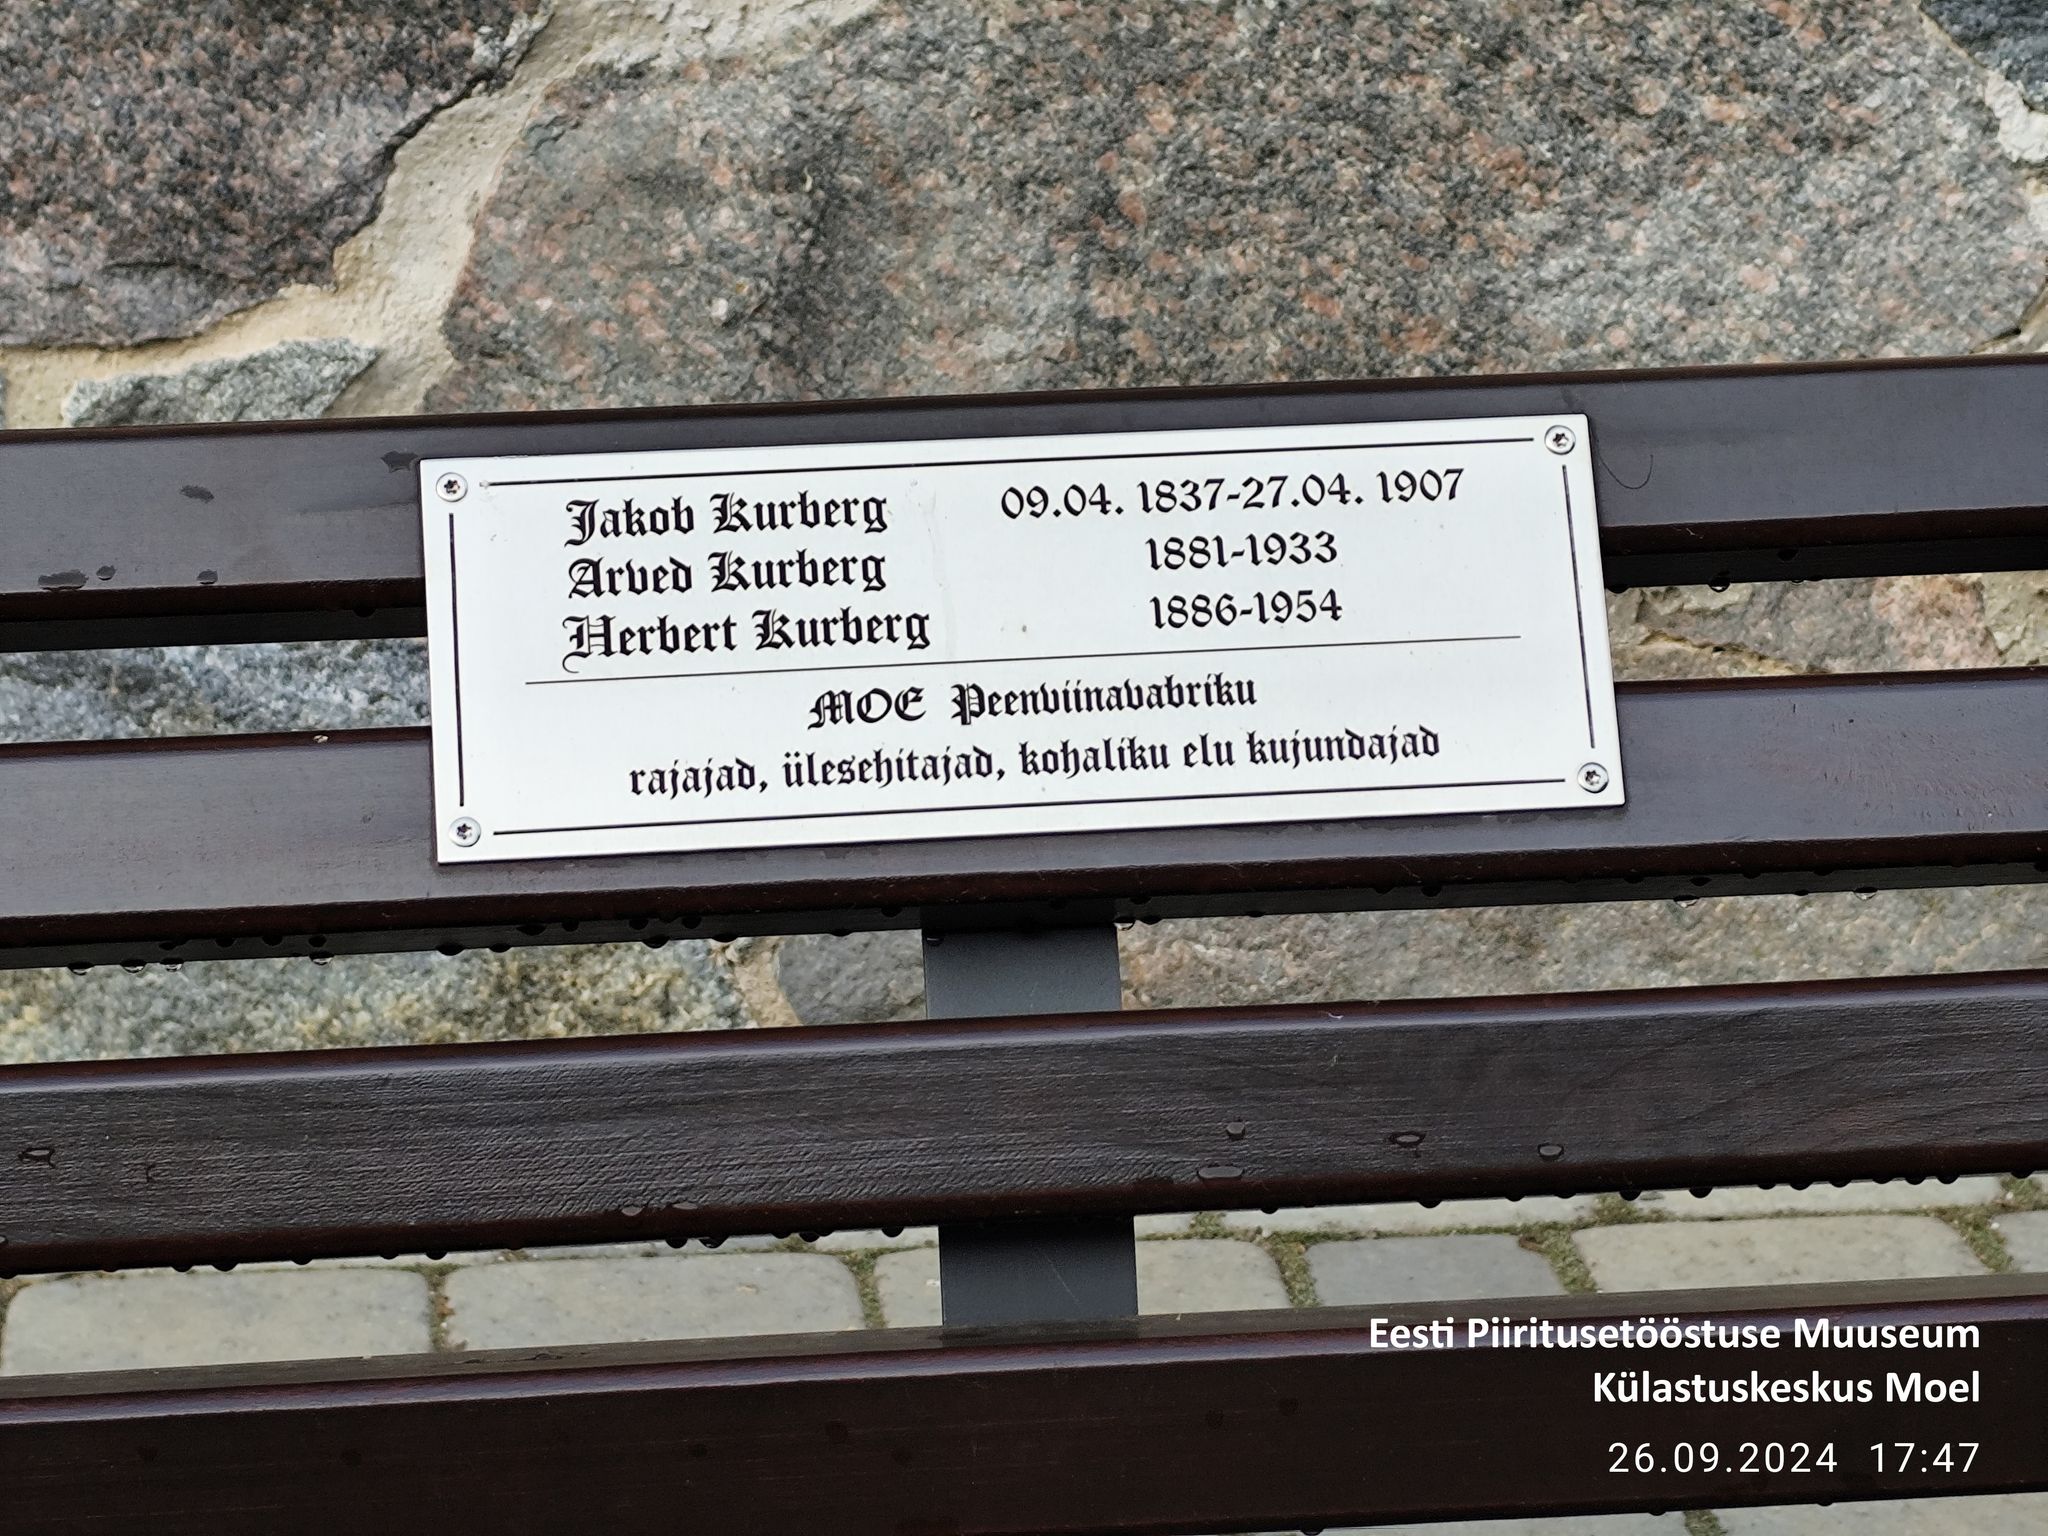 Jakob Kurberg 09.04. 1837-27.04. 1907
Arved Kurberg 1881-1933
Herbert Kurberg 1886-1954
MOE Peenviinavabriku
rajajad, ülesehitajad, kohaliku elu kujundajad
Eesti Piiritusetööstuse Muuseum
Külastuskeskus Moel
26.09.2024 17:47